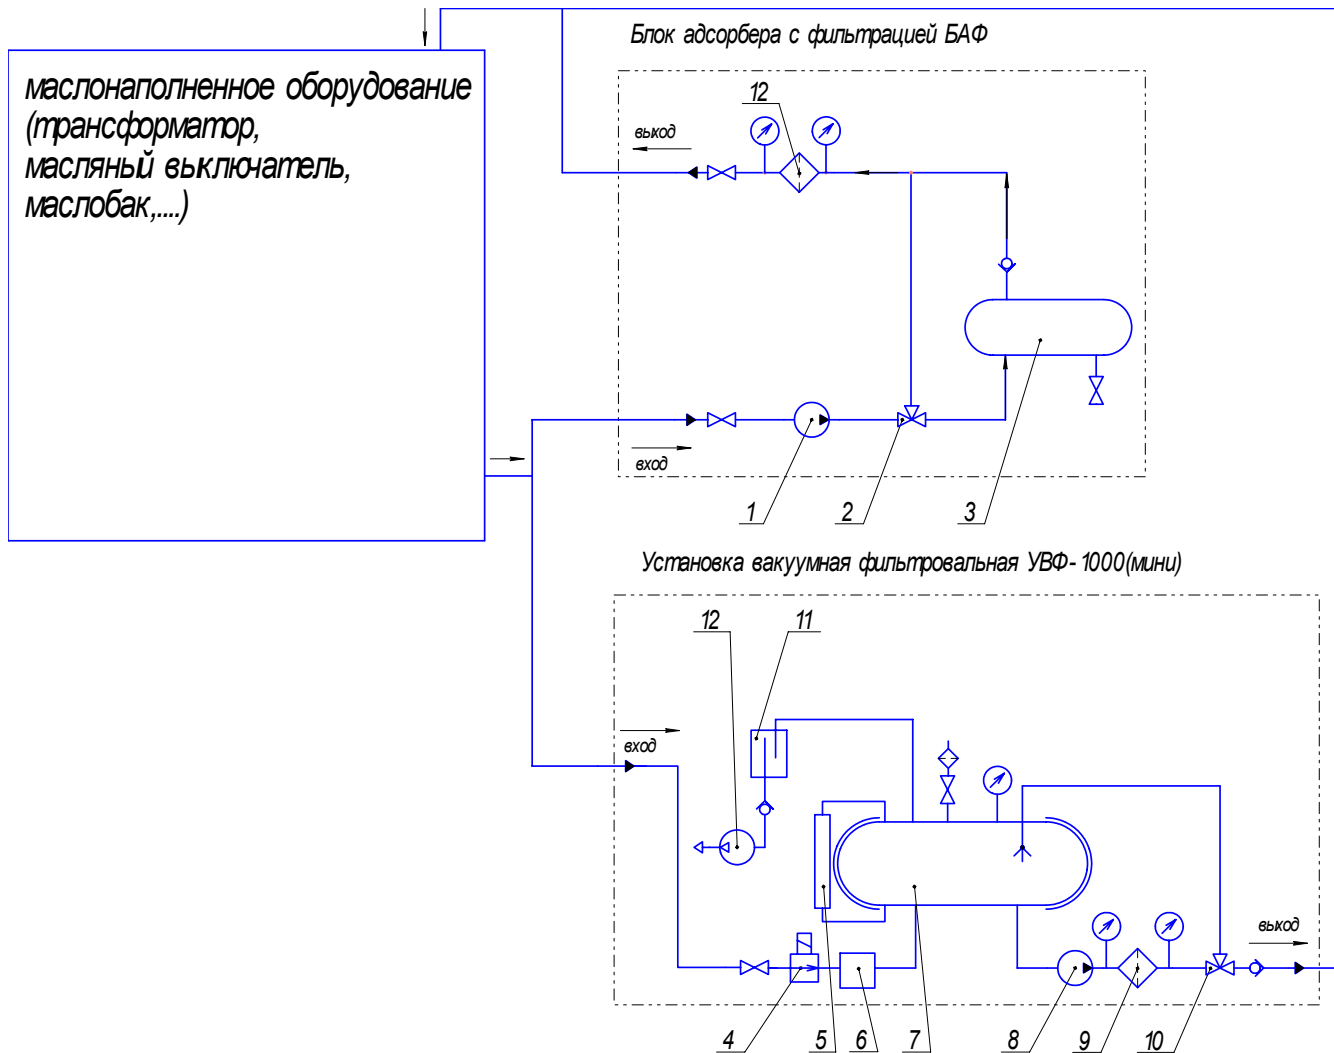 Блок адсорбера с фильтрацией БАФ
маслонаполненное оборудование
(трансформатор,
масляный выключатель,
маслобак,....)
12
выход
вход
1
2
3
Установка вакуумная фильтровальная УВФ-1000(мини)
12
11
вход
выход
4
5
6
7
8
9
10